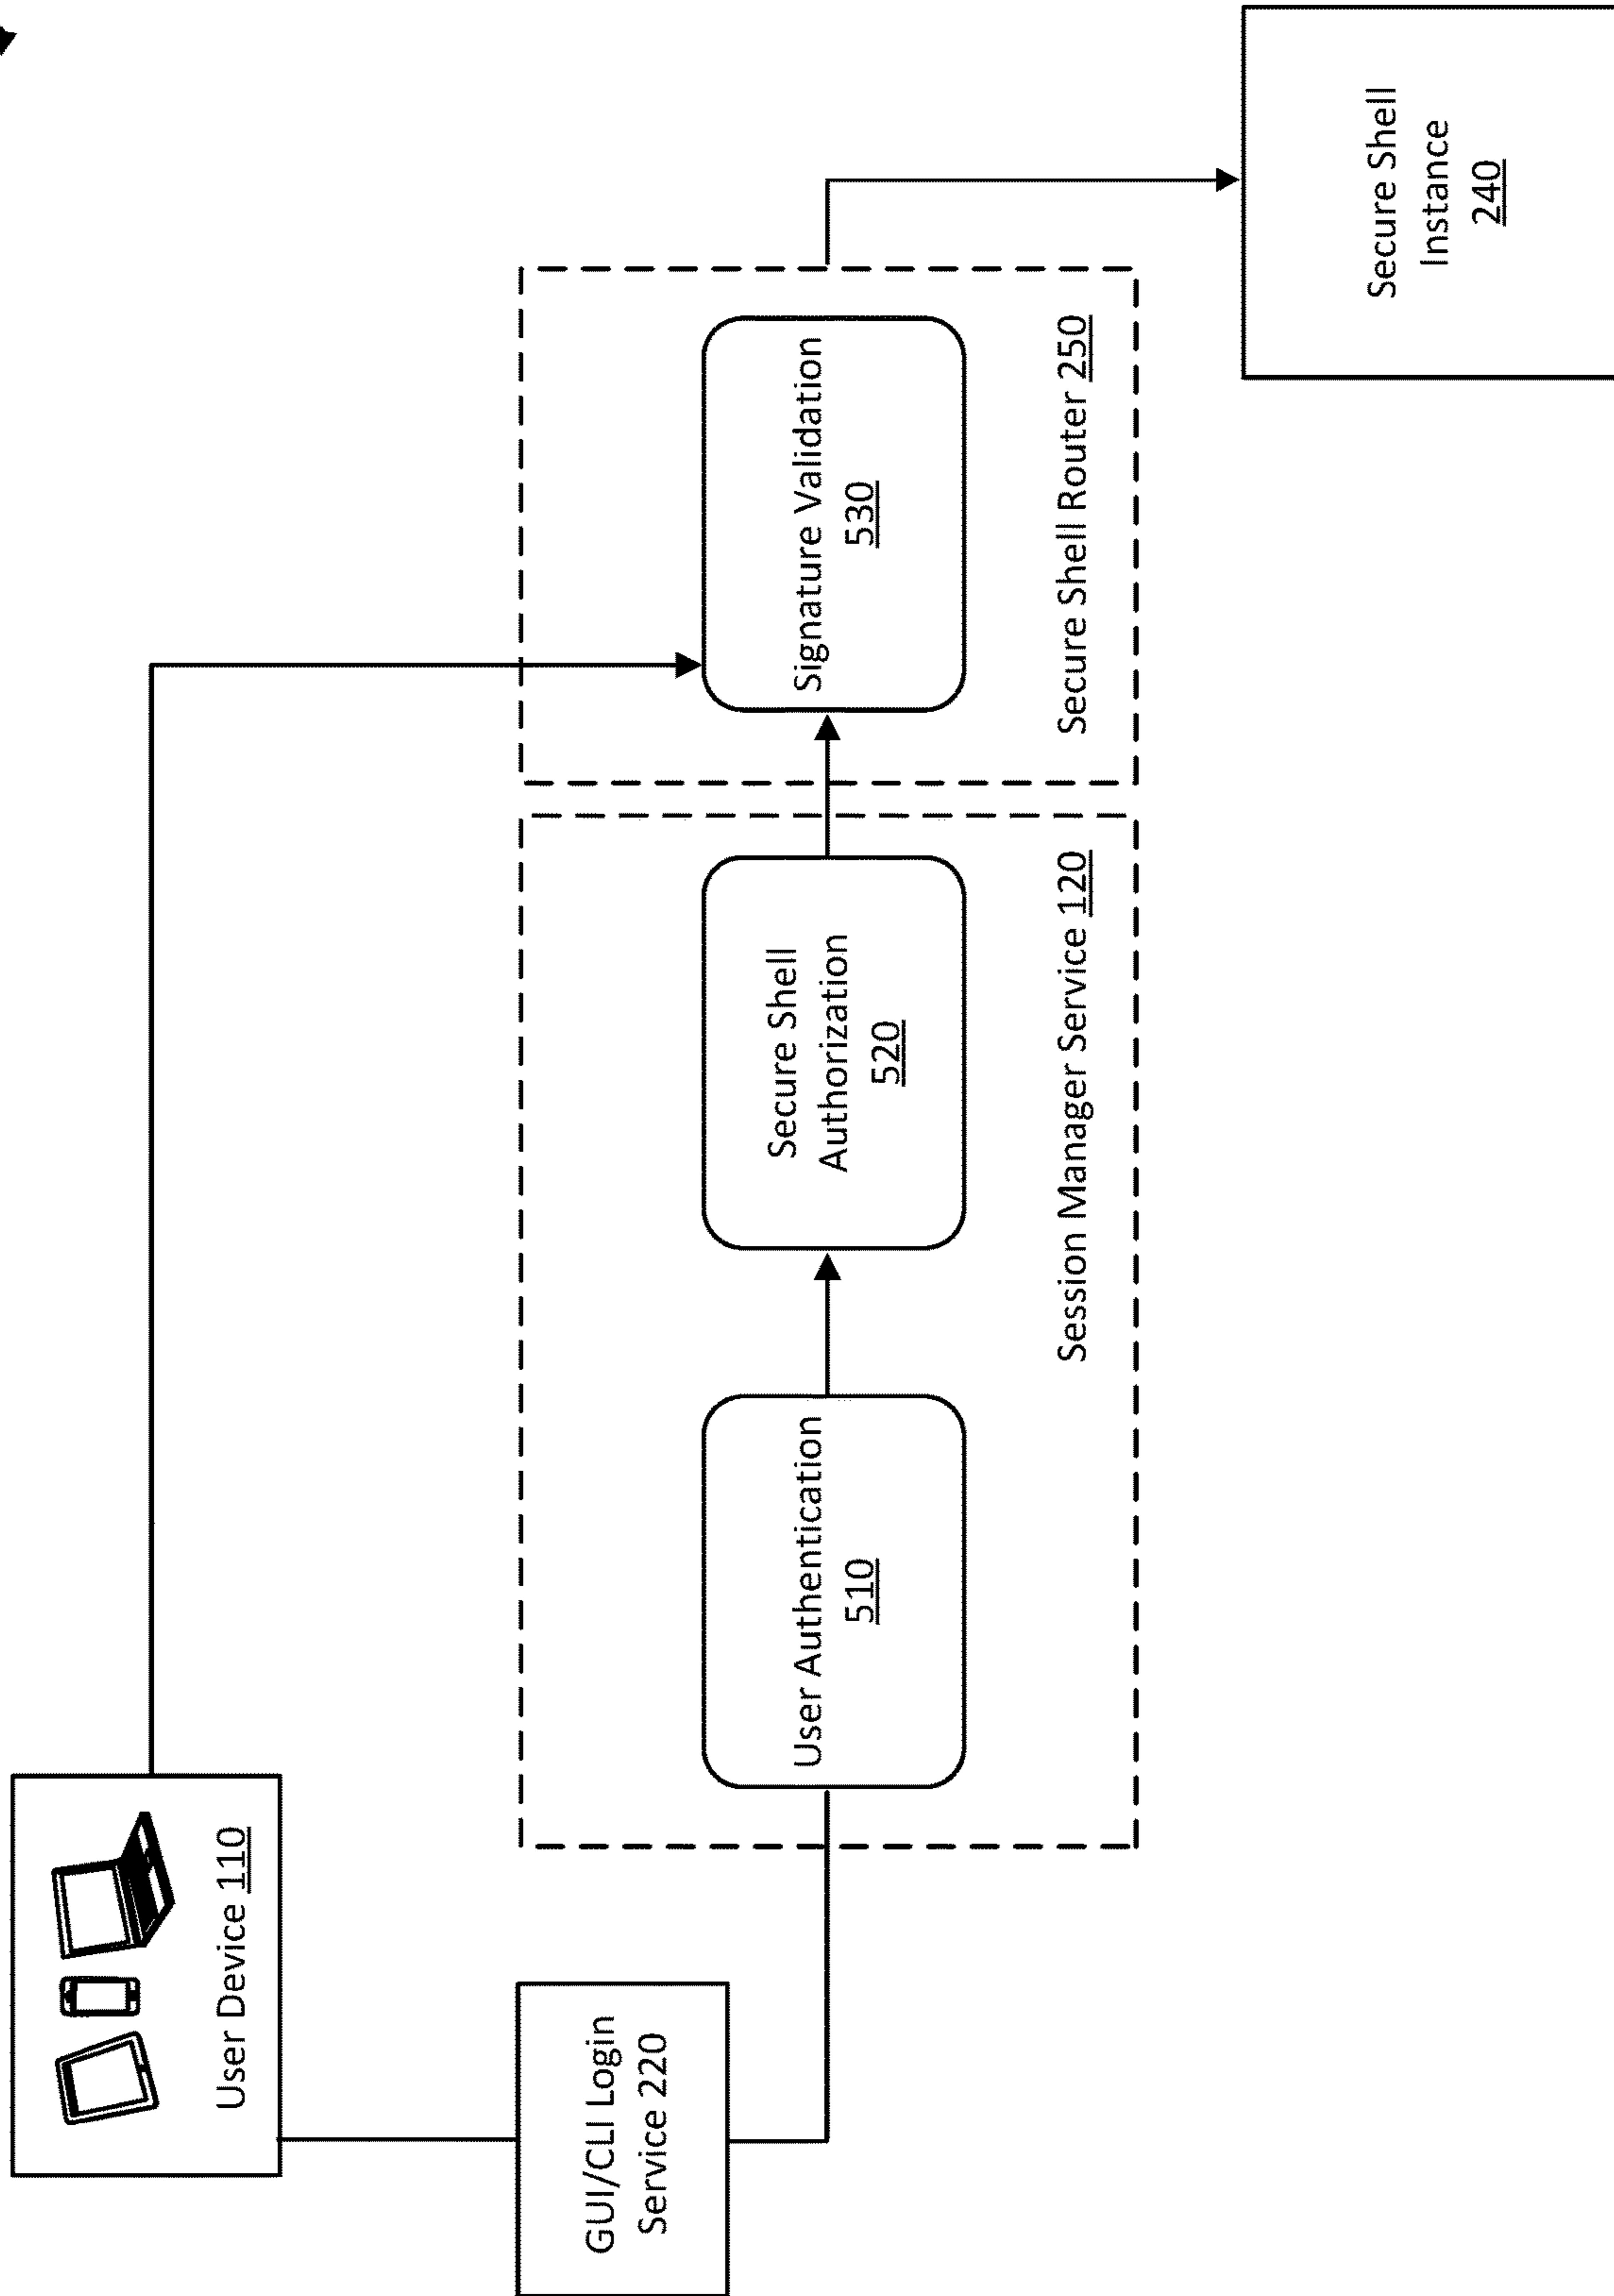 User Device 110
GUI/CLI Login
Service 220
User Authentication
510
Secure Shell
Authorization
520
Session Manager Service 120
Signature Validation
530
Secure Shell Router 250
Secure Shell
Instance
240